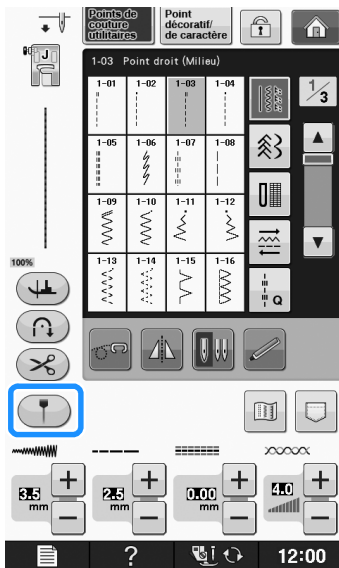 Points de couture utilitaires
Point décoratif/ de caractère
J
1-03 Point droit (Milieu)
1/3
1-01 1-02 1-03 1-04
1-05 1-06 1-07 1-08
1-09 1-10 1-11 1-12
1-13 1-14 1-15 1-16
100%
Q
3.5 mm
2.5 mm
0.00 mm
4.0
?
12:00